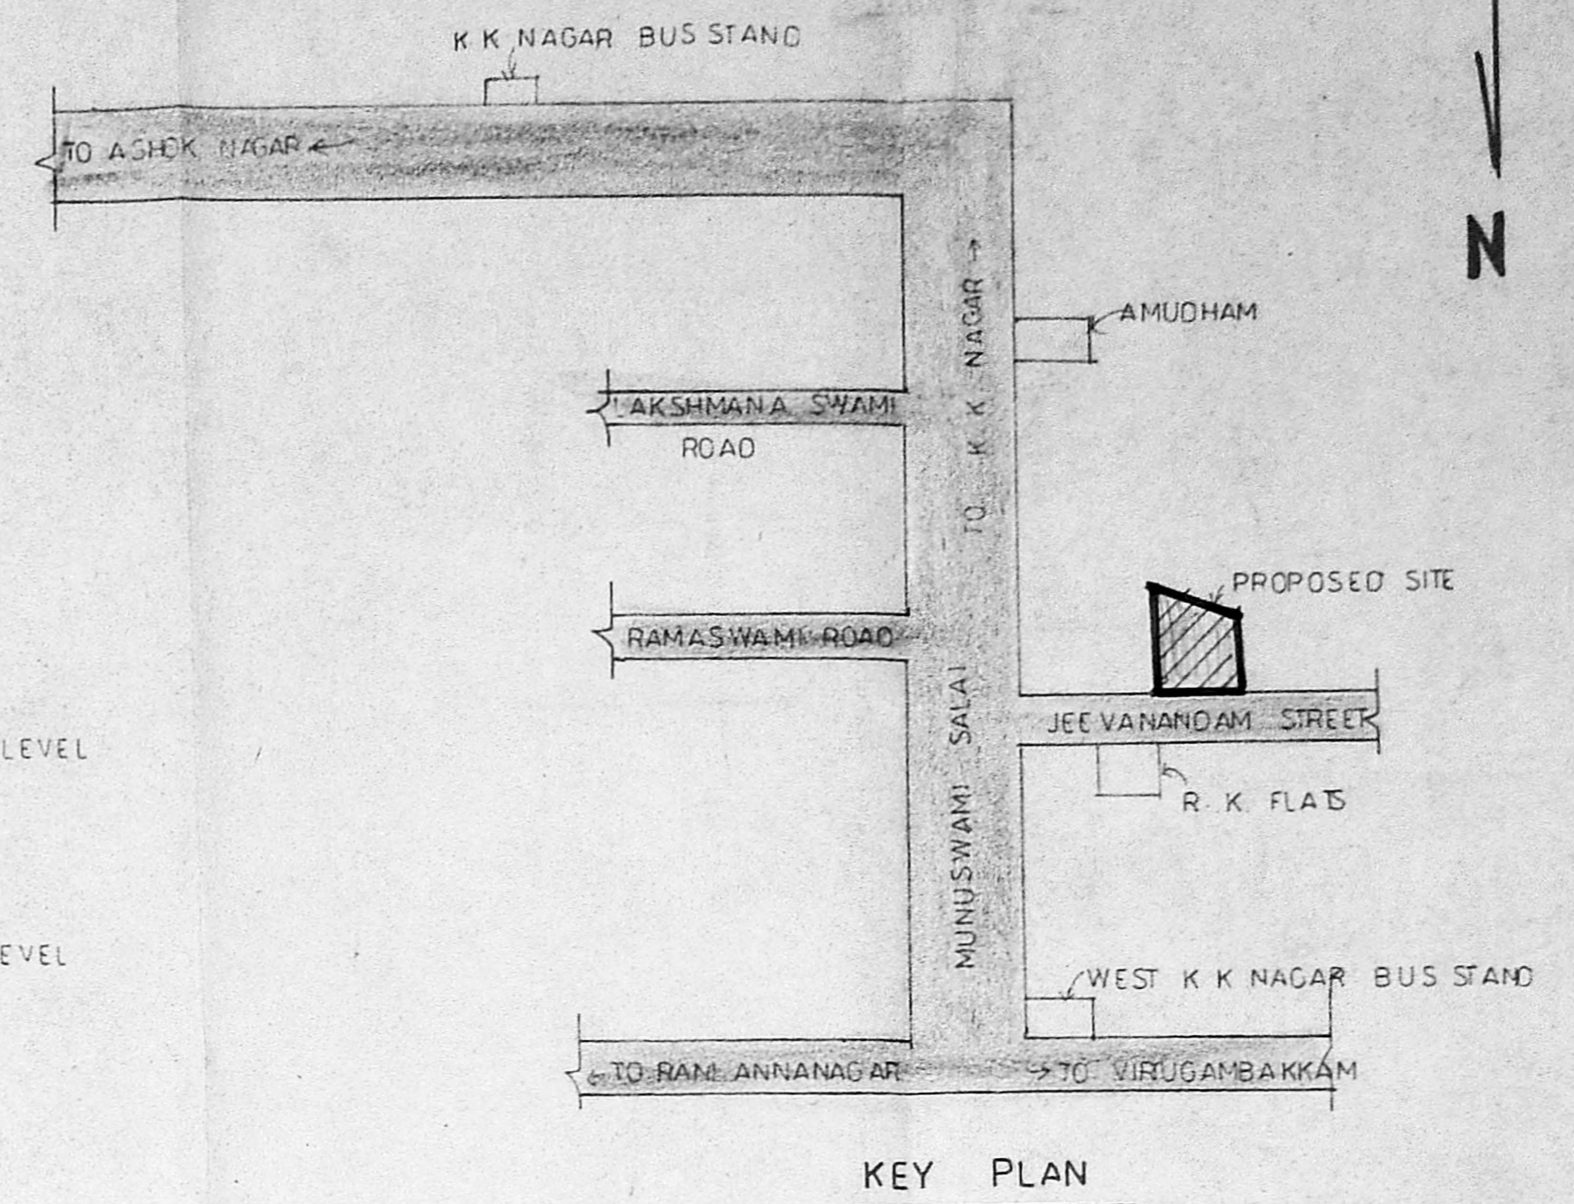 K K NAGAR BUS STAND
TO ASHOK NAGAR
N
TO K K NAGAR
AMUDHAM
LAKSHMANA SWAMI
ROAD
PROPOSED SITE
RAMASWAMI ROAD
MUNUSWAMI SALAI
JEEVANANDAM STREET
LEVEL
R. K. FLATS
EVEL
WEST K K NAGAR BUS STAND
TO RANI ANNANAGAR
TO VIRUGAMBAKKAM
KEY PLAN